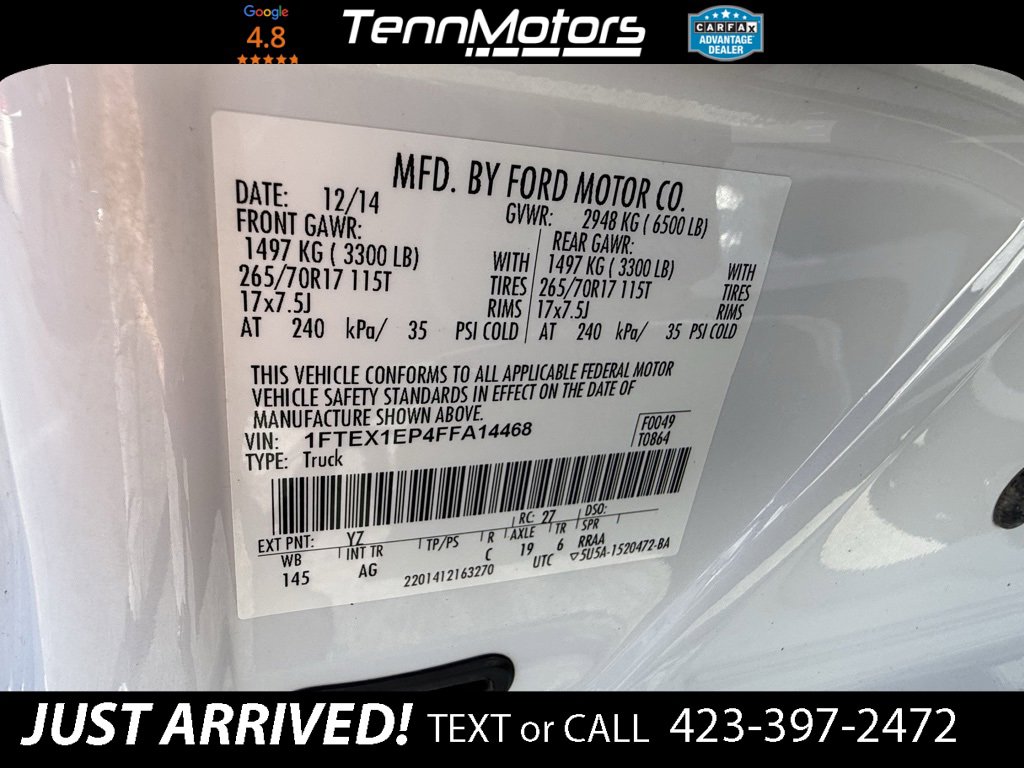 Google
4.8
TENNMOTORS
CARFAX
ADVANTAGE
DEALER
MFD. BY FORD MOTOR CO.
DATE: 12/14 GVWR: 2948 KG ( 6500 LB)
FRONT GAWR: REAR GAWR:
1497 KG ( 3300 LB) WITH 1497 KG ( 3300 LB) WITH
265/70R17 115T TIRES 265/70R17 115T TIRES
17x7.5J RIMS 17x7.5J RIMS
AT 240 kPa/ 35 PSI COLD AT 240 kPa/ 35 PSI COLD
THIS VEHICLE CONFORMS TO ALL APPLICABLE FEDERAL MOTOR
VEHICLE SAFETY STANDARDS IN EFFECT ON THE DATE OF
MANUFACTURE SHOWN ABOVE.
VIN: 1FTEX1EP4FFA14468 F0049
TYPE: Truck T0864
EXT PNT: YZ RC: 27 DSO:
WB INT TR TP/PS R AXLE TR SPR
145 AG C 19 6 RRAA
2201412163270 UTC ▽5U5A-1520472-BA
JUST ARRIVED! TEXT or CALL 423-397-2472